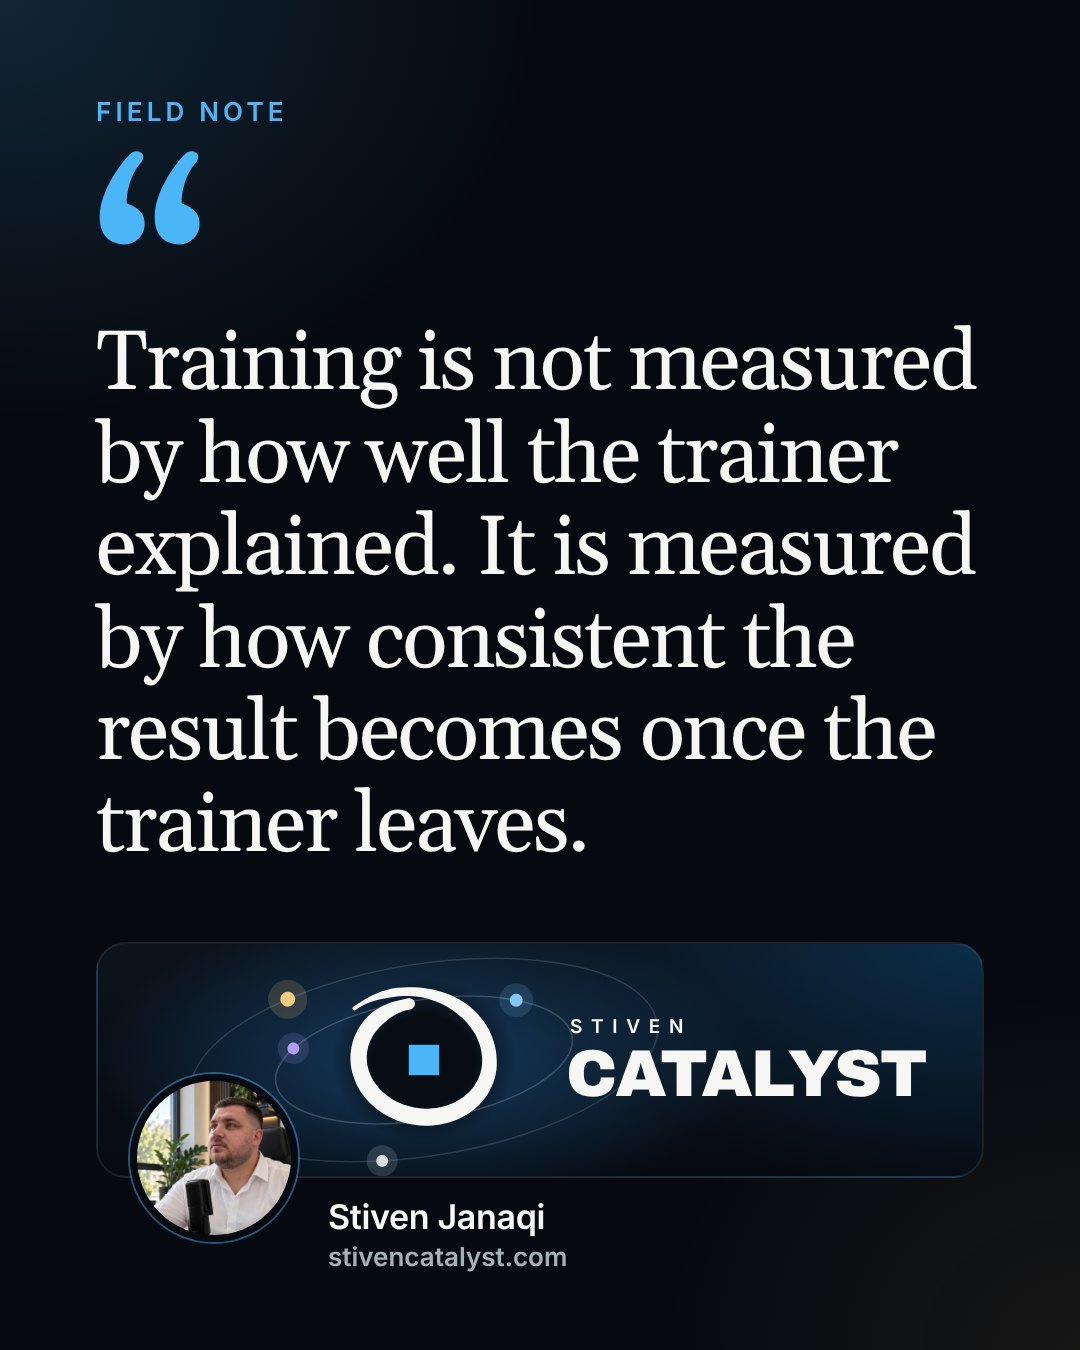 FIELD NOTE
“
Training is not measured
by how well the trainer
explained. It is measured
by how consistent the
result becomes once the
trainer leaves.
STIVEN
CATALYST
Stiven Janaqi
stivencatalyst.com